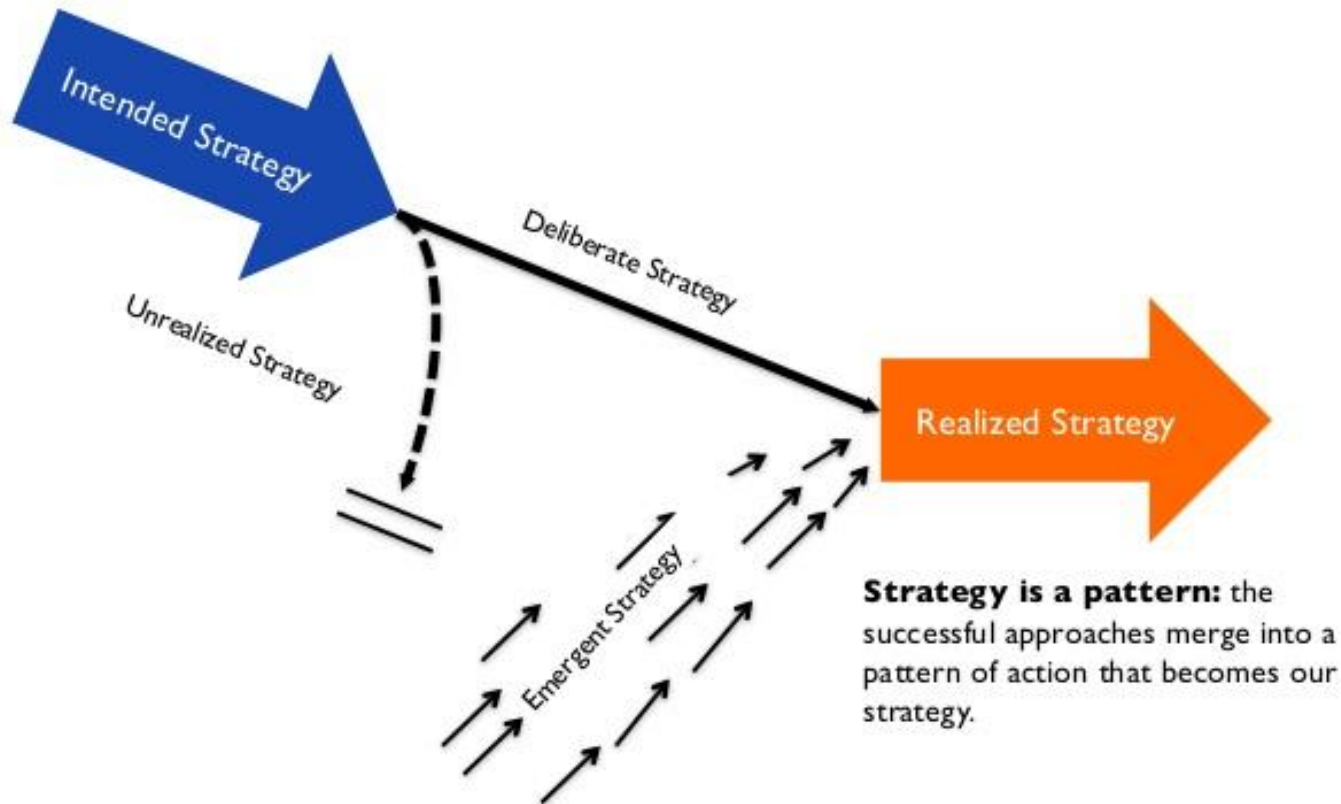 Intended Strategy
Deliberate Strategy
Unrealized Strategy
Realized Strategy
Emergent Strategy
Strategy is a pattern: the
successful approaches merge into a
pattern of action that becomes our
strategy.